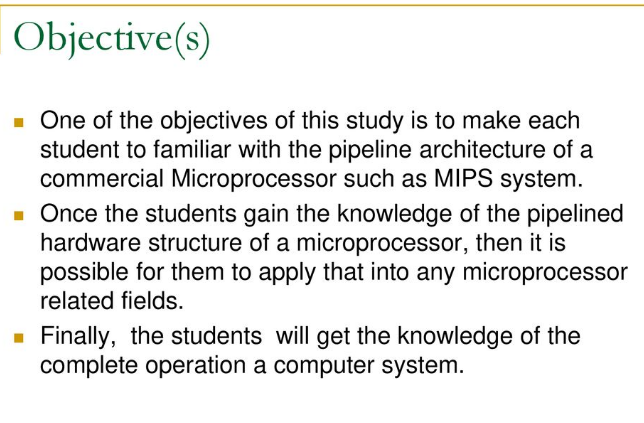 Objective(s)
One of the objectives of this study is to make each
student to familiar with the pipeline architecture of a
commercial Microprocessor such as MIPS system.
Once the students gain the knowledge of the pipelined
hardware structure of a microprocessor, then it is
possible for them to apply that into any microprocessor
related fields.
Finally,  the students  will get the knowledge of the
complete operation a computer system.